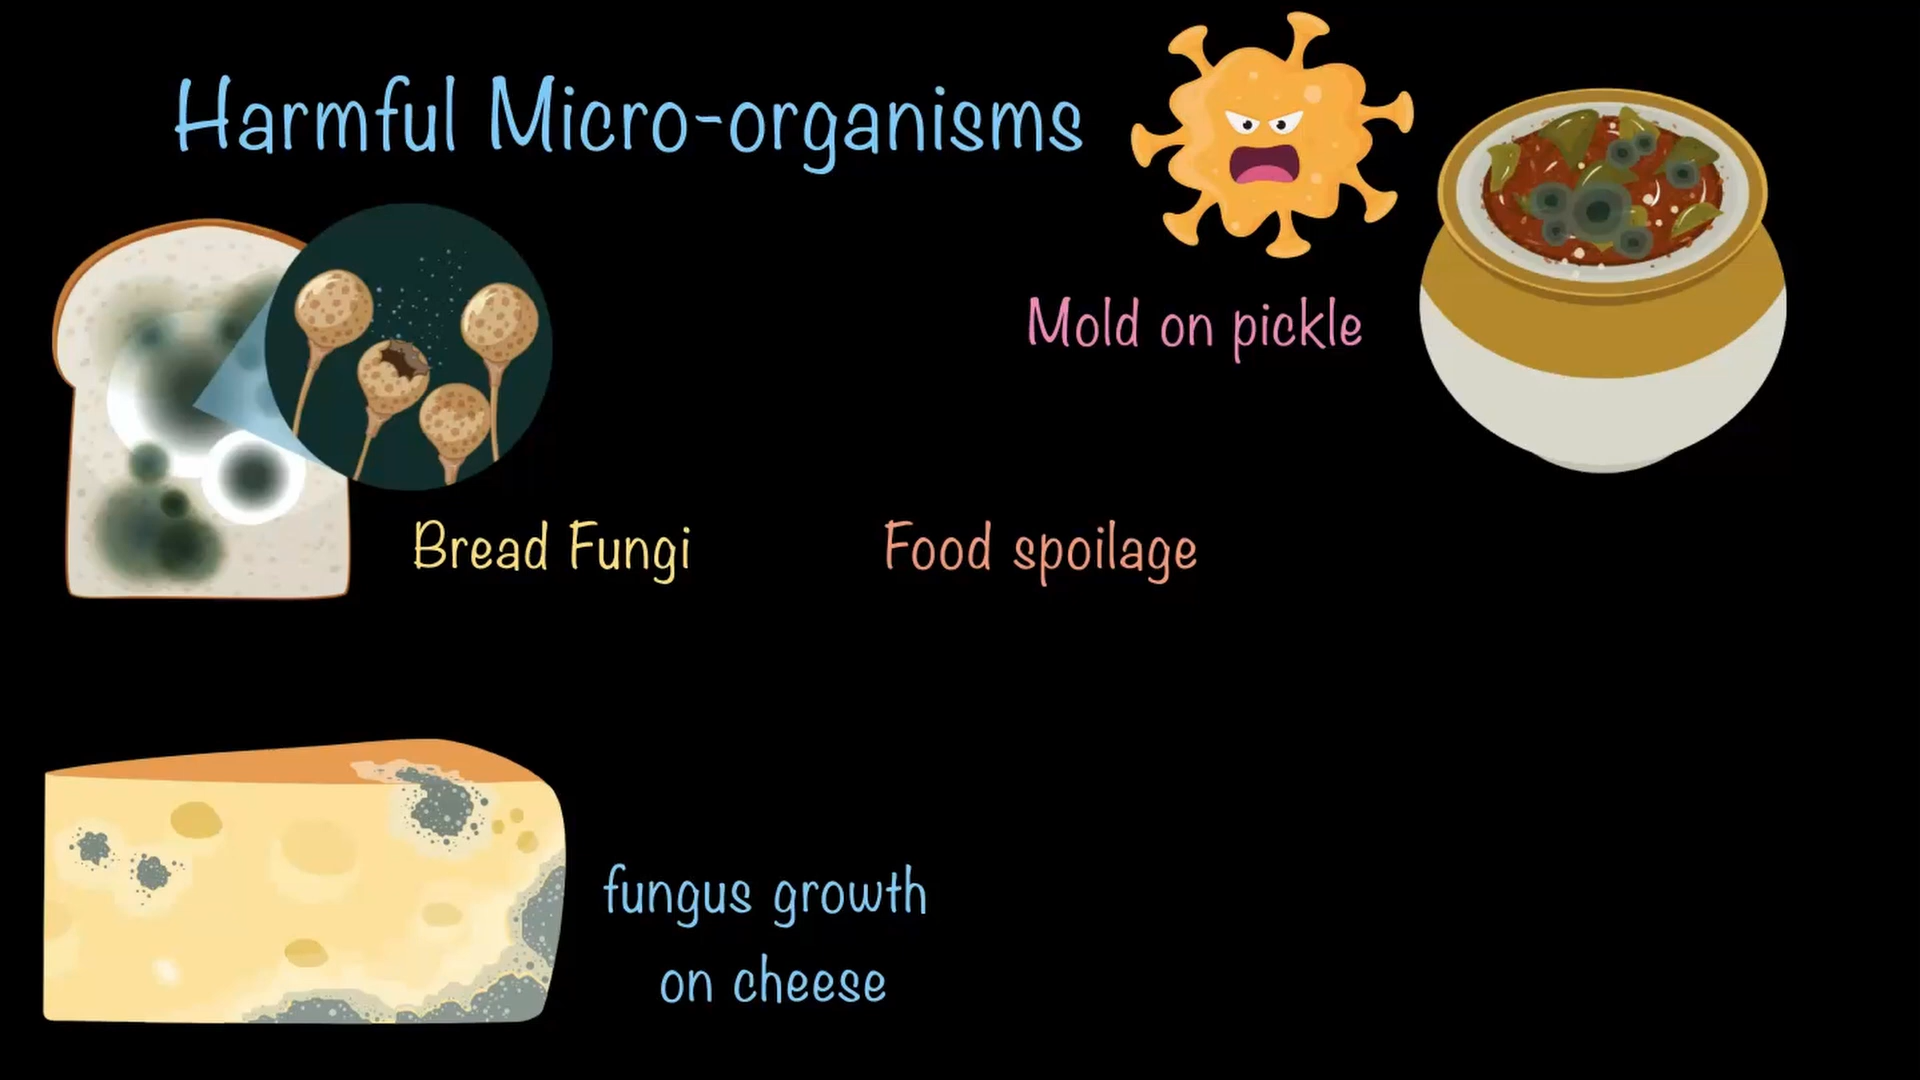 Harmful Micro-organisms
Mold on pickle
Bread Fungi
Food spoilage
fungus growth
on cheese